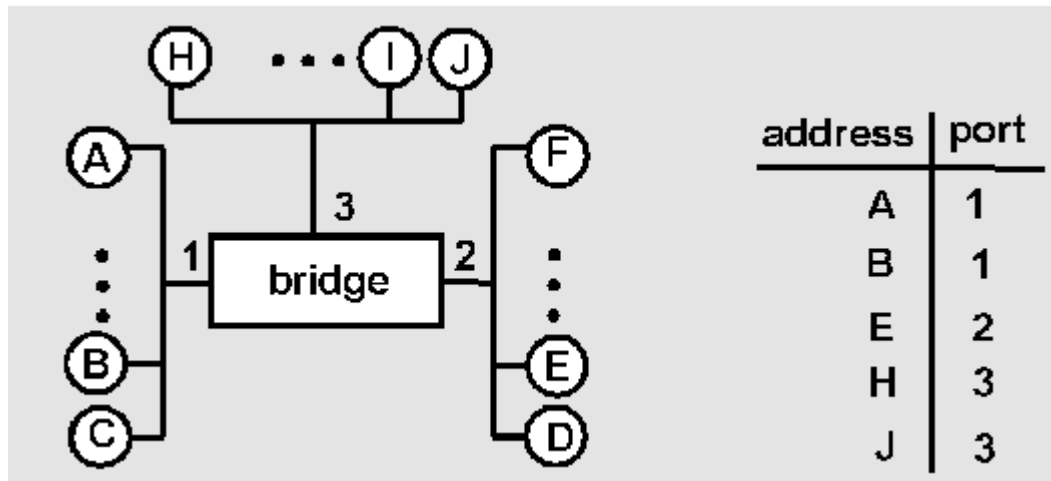 H ... I J
A
F
3
1 bridge 2
B
E
C
D
address port
A 1
B 1
E 2
H 3
J 3